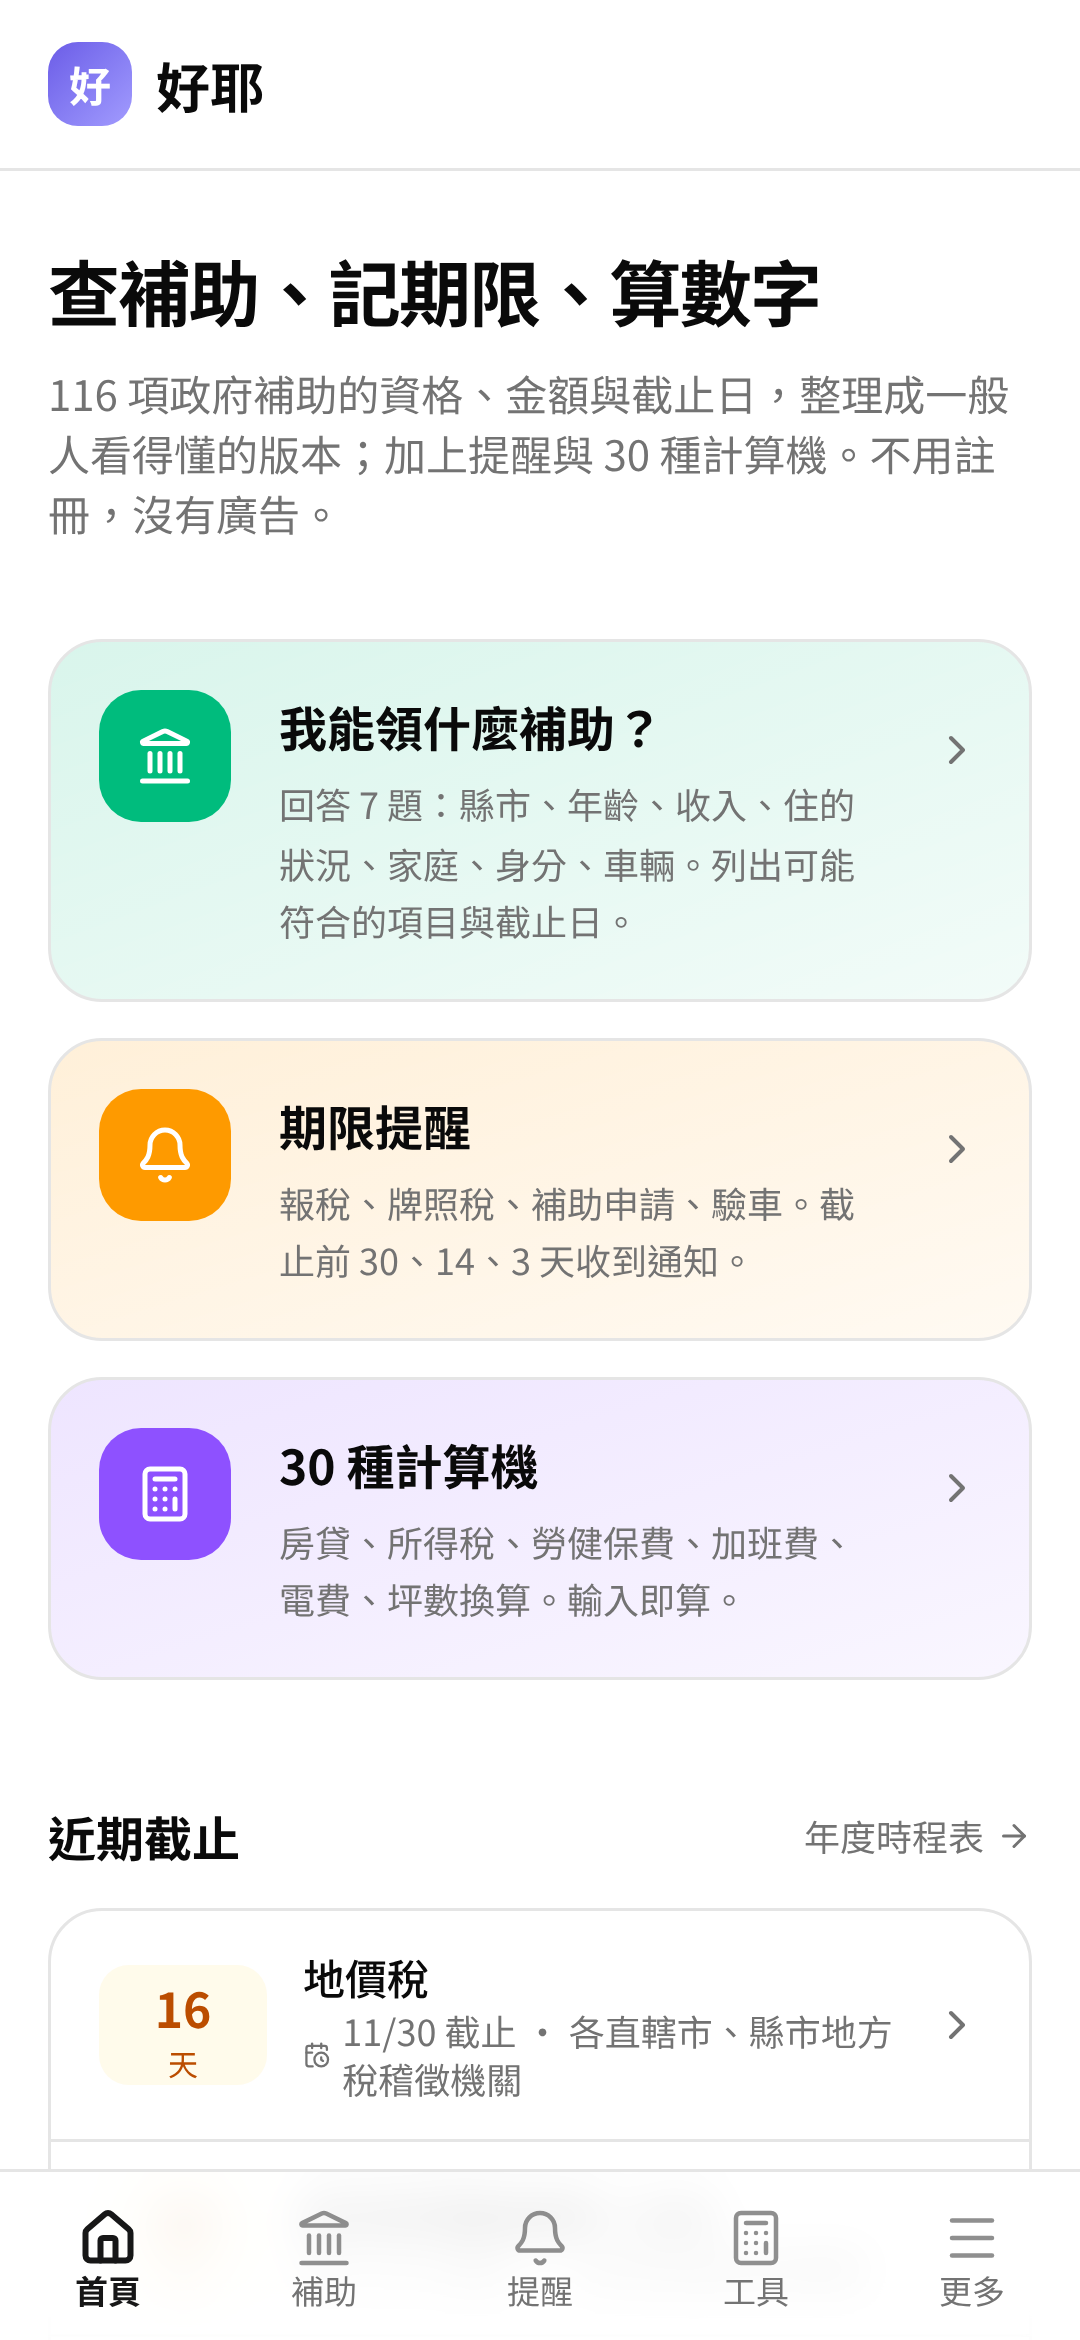 好 好耶
查補助、記期限、算數字
116 項政府補助的資格、金額與截止日，整理成一般
人看得懂的版本；加上提醒與 30 種計算機。不用註
冊，沒有廣告。
我能領什麼補助？
回答 7 題：縣市、年齡、收入、住的
狀況、家庭、身分、車輛。列出可能
符合的項目與截止日。
期限提醒
報稅、牌照稅、補助申請、驗車。截
止前 30、14、3 天收到通知。
30 種計算機
房貸、所得稅、勞健保費、加班費、
電費、坪數換算。輸入即算。
近期截止
年度時程表
16
天
地價稅
11/30 截止 · 各直轄市、縣市地方
稅稽徵機關
首頁
補助
提醒
工具
更多